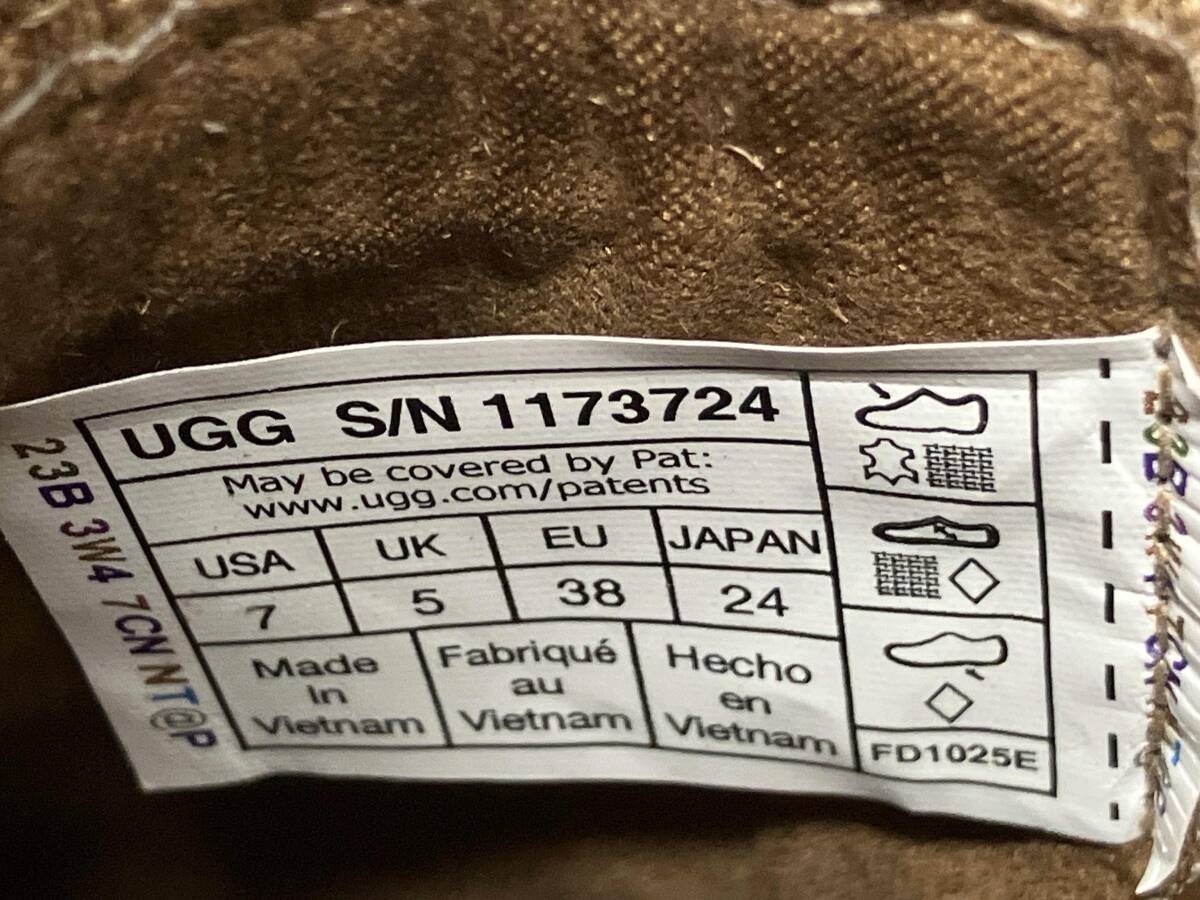 UGG S/N 1173724
May be covered by Pat:
www.ugg.com/patents
USA UK EU JAPAN
7 5 38 24
Made
in
Vietnam
Fabriqué
au
Vietnam
Hecho
en
Vietnam
FD1025E
23B 3W4 7CN NT@P